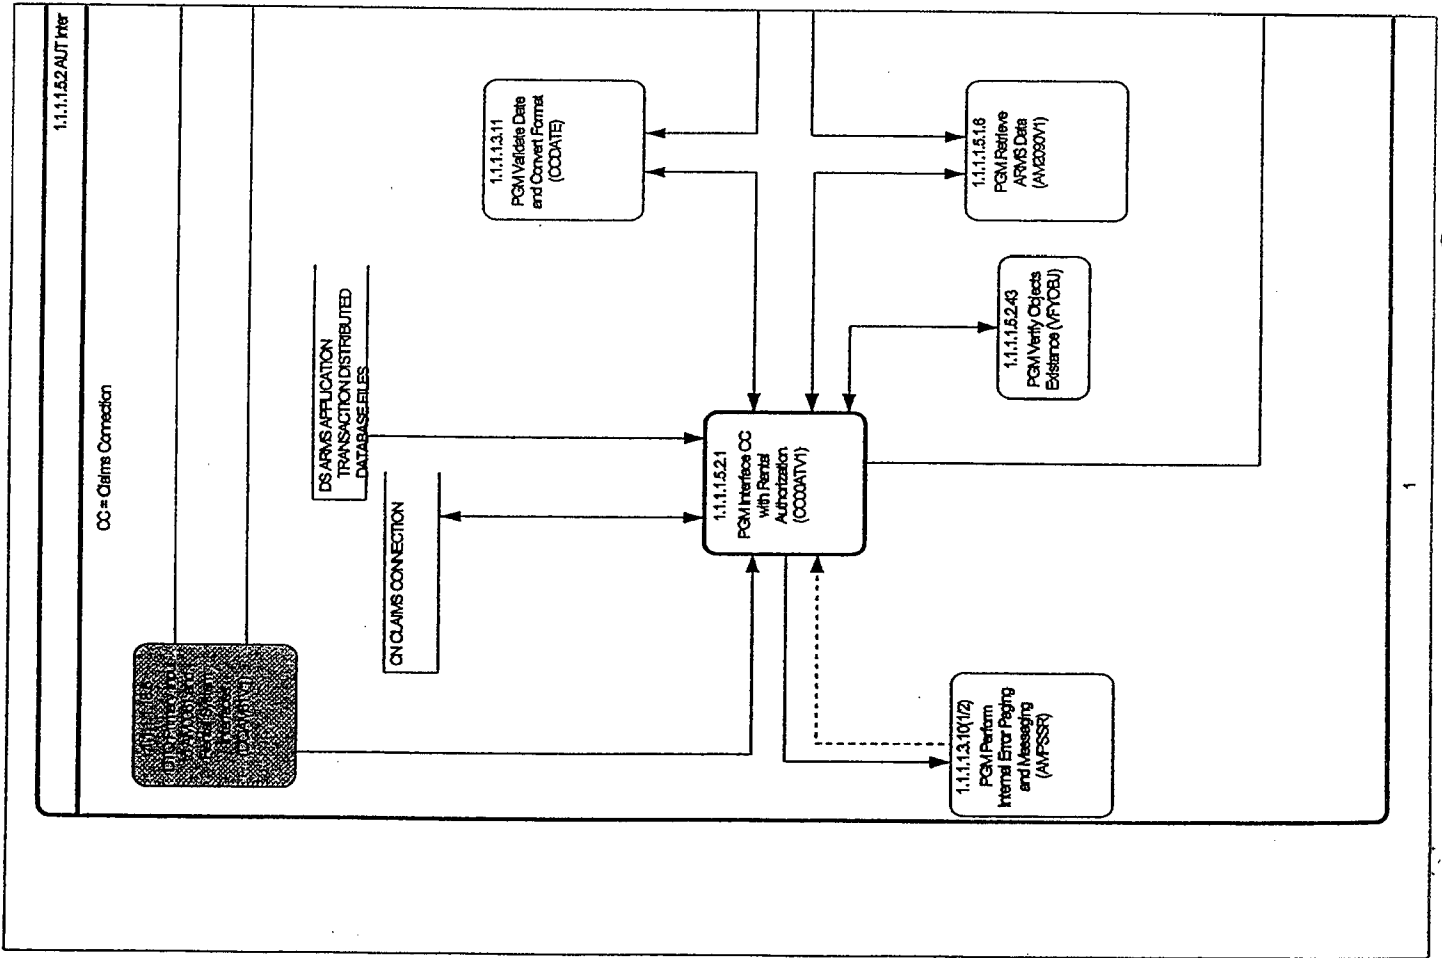 1.1.1.1.5.2 AUT Inter
CC = Claims Connection
DS ARMS APPLICATION
TRANSACTION DISTRIBUTED
DATABASE FILES
CN CLAIMS CONNECTION
1.1.1.1.3.11
PGM Validate Date
and Convert Format
(CCDATE)
1.1.1.1.5.2.1
PGM Interface CC
with Rental
Authorization
(CC00ATV1)
1.1.1.1.5.1.6
PGM Retrieve
ARMS Data
(AM2090V1)
1.1.1.1.5.2.43
PGM Verify Objects
Existance (VFYOBJ)
1.1.1.1.3.10(1/2)
PGM Perform
Internal Error Paging
and Messaging
(AMPSSR)
1